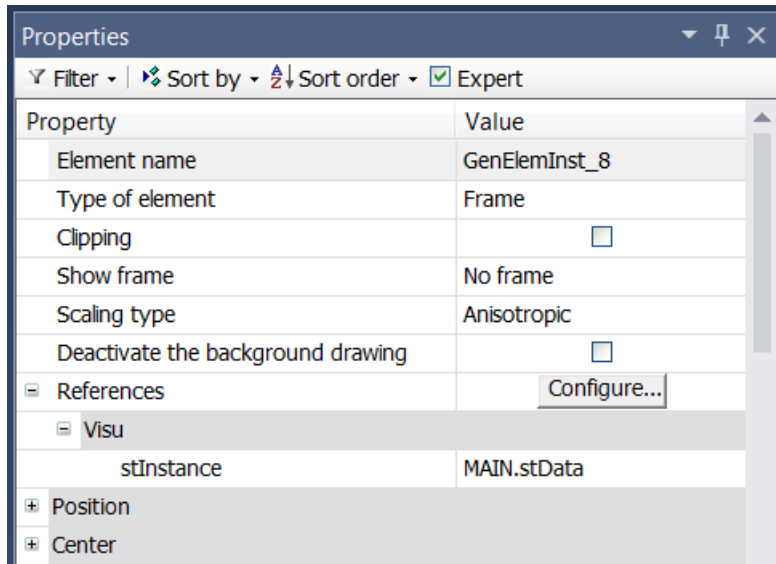 Properties
Filter Sort by Sort order Expert
Property Value
Element name GenElemInst_8
Type of element Frame
Clipping
Show frame No frame
Scaling type Anisotropic
Deactivate the background drawing
References Configure...
Visu
stInstance MAIN.stData
Position
Center